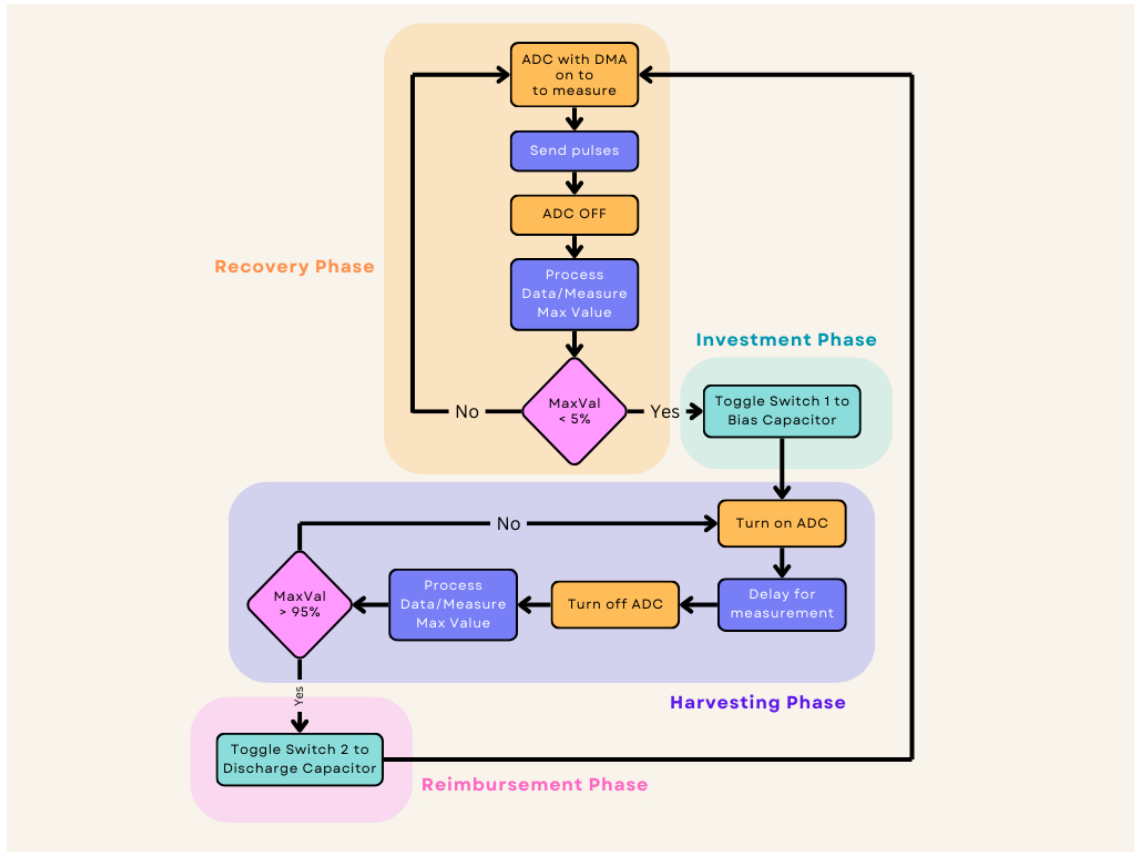 ADC with DMA
on to
to measure
Send pulses
ADC OFF
Recovery Phase
Process
Data/Measure
Max Value
Investment Phase
MaxVal
< 5%
No
Yes
Toggle Switch 1 to
Bias Capacitor
No
Turn on ADC
MaxVal
> 95%
Process
Data/Measure
Max Value
Turn off ADC
Delay for
measurement
Yes
Harvesting Phase
Toggle Switch 2 to
Discharge Capacitor
Reimbursement Phase